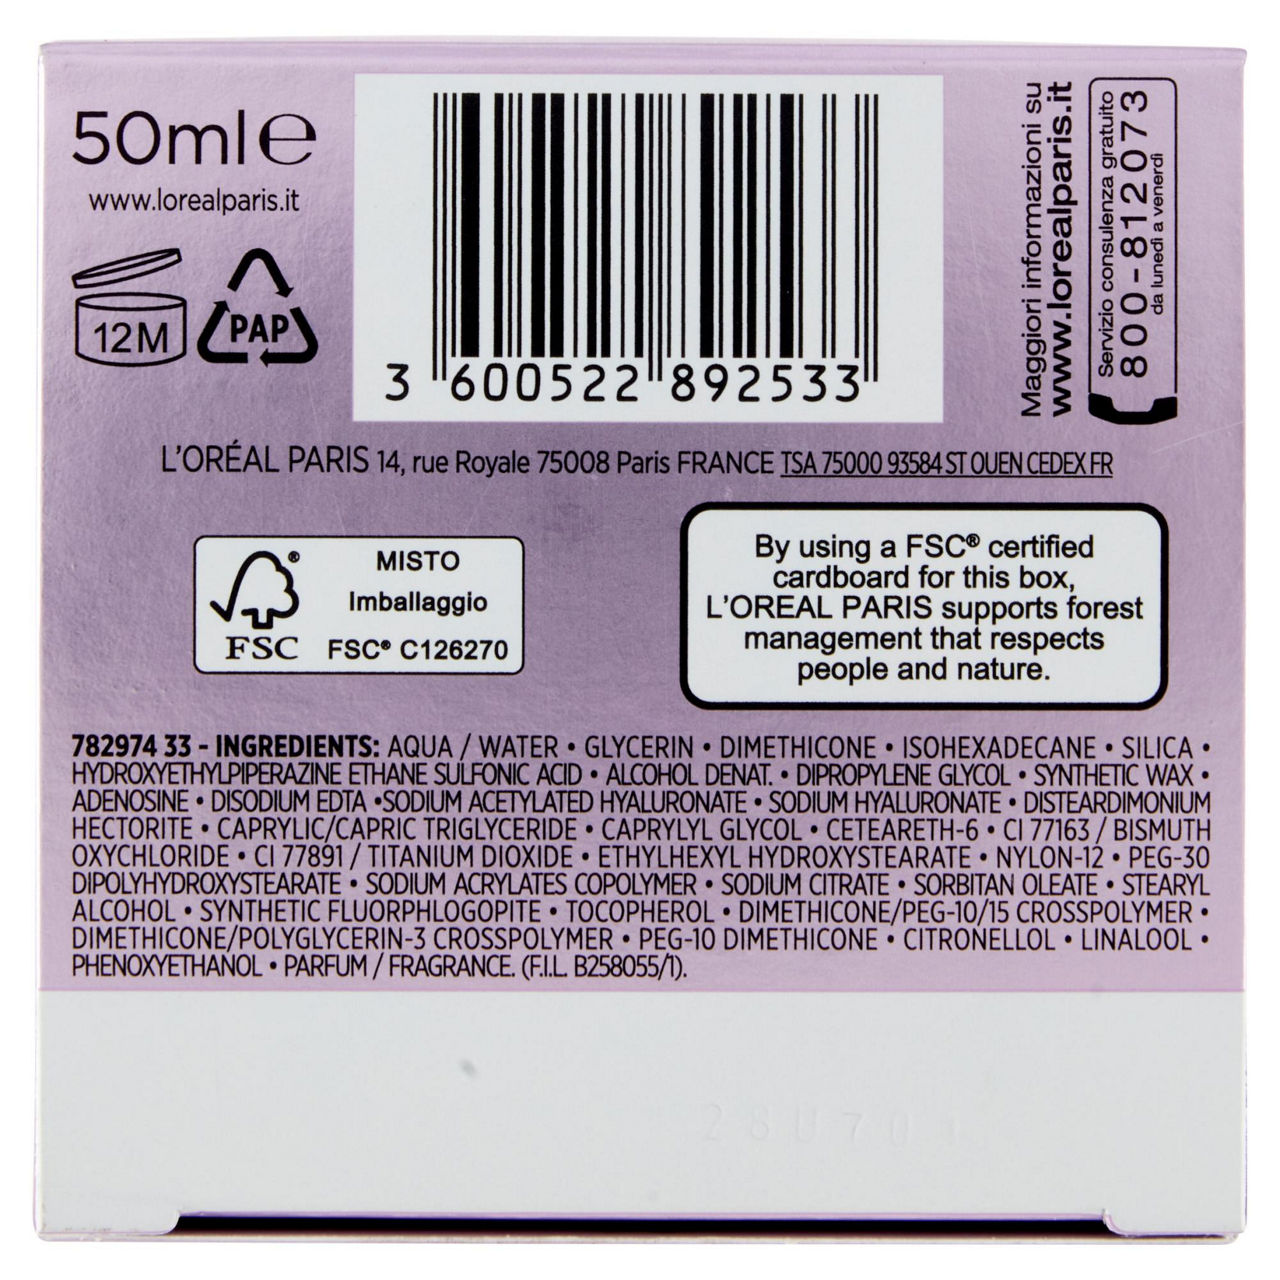 50ml e
www.lorealparis.it
12M
PAP
3 600522 892533
Maggiori informazioni su
www.lorealparis.it
Servizio consulenza gratuito
800-812073
da lunedì a venerdì
L'ORÉAL PARIS 14, rue Royale 75008 Paris FRANCE TSA 75000 93584 ST OUEN CEDEX FR
FSC
MISTO
Imballaggio
FSC® C126270
By using a FSC® certified
cardboard for this box,
L'OREAL PARIS supports forest
management that respects
people and nature.
782974 33 - INGREDIENTS: AQUA / WATER • GLYCERIN • DIMETHICONE • ISOHEXADECANE • SILICA •
HYDROXYETHYLPIPERAZINE ETHANE SULFONIC ACID • ALCOHOL DENAT. • DIPROPYLENE GLYCOL • SYNTHETIC WAX •
ADENOSINE • DISODIUM EDTA •SODIUM ACETYLATED HYALURONATE • SODIUM HYALURONATE • DISTEARDIMONIUM
HECTORITE • CAPRYLIC/CAPRIC TRIGLYCERIDE • CAPRYLYL GLYCOL • CETEARETH-6 • CI 77163 / BISMUTH
OXYCHLORIDE • CI 77891 / TITANIUM DIOXIDE • ETHYLHEXYL HYDROXYSTEARATE • NYLON-12 • PEG-30
DIPOLYHYDROXYSTEARATE • SODIUM ACRYLATES COPOLYMER • SODIUM CITRATE • SORBITAN OLEATE • STEARYL
ALCOHOL • SYNTHETIC FLUORPHLOGOPITE • TOCOPHEROL • DIMETHICONE/PEG-10/15 CROSSPOLYMER •
DIMETHICONE/POLYGLYCERIN-3 CROSSPOLYMER • PEG-10 DIMETHICONE • CITRONELLOL • LINALOOL •
PHENOXYETHANOL • PARFUM / FRAGRANCE. (F.I.L. B258055/1).